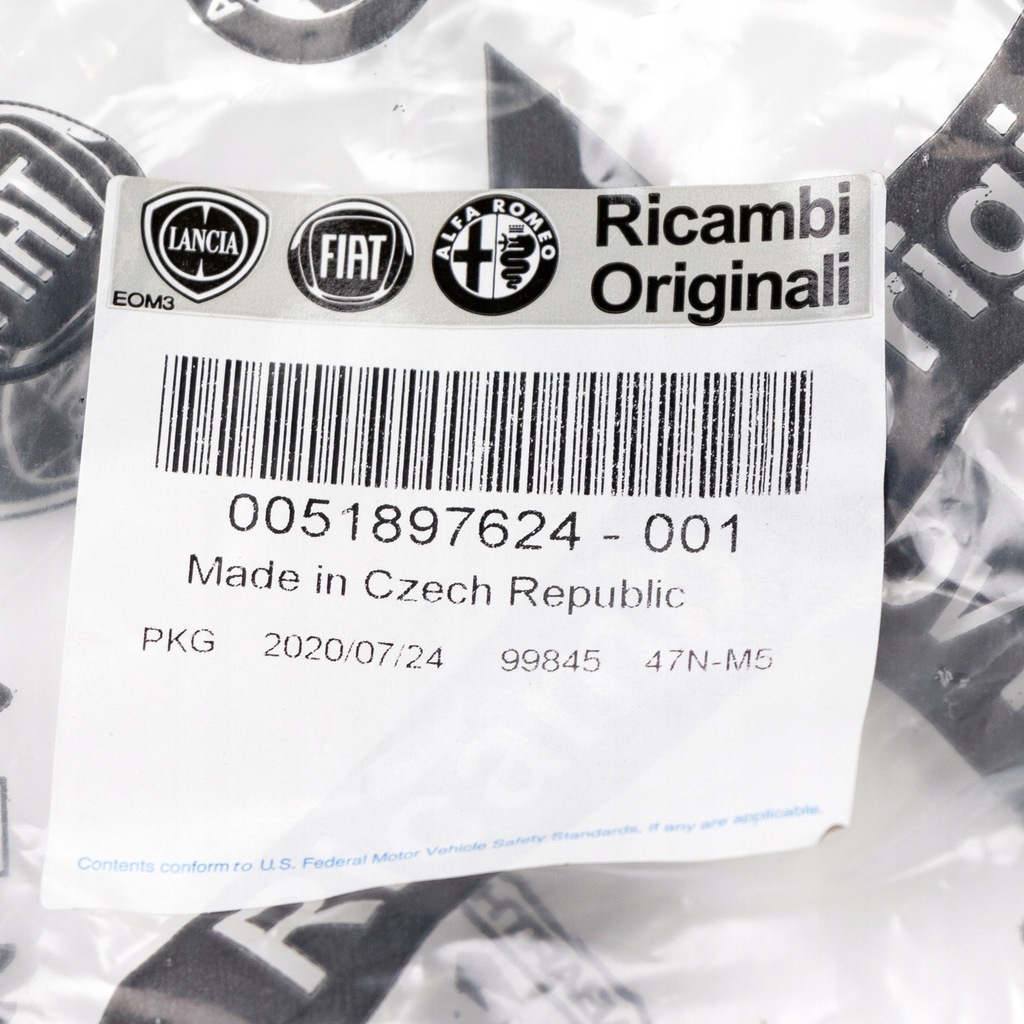 FIAT
LANCIA
FIAT
ALFA ROMEO
Ricambi
Originali
EOM3
0051897624 - 001
Made in Czech Republic
PKG 2020/07/24 99845 47N-M5
Contents conform to U.S. Federal Motor Vehicle Safety Standards, if any are applicable.